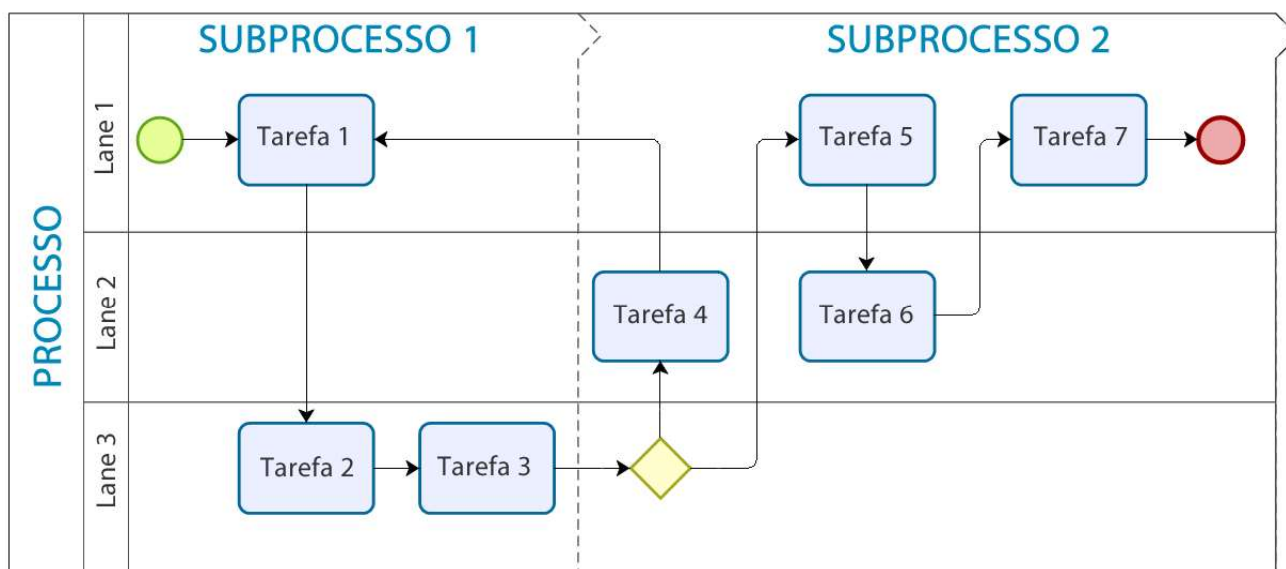 SUBPROCESSO 1
SUBPROCESSO 2
PROCESSO
Lane 1
Tarefa 1
Tarefa 5
Tarefa 7
Lane 2
Tarefa 4
Tarefa 6
Lane 3
Tarefa 2
Tarefa 3